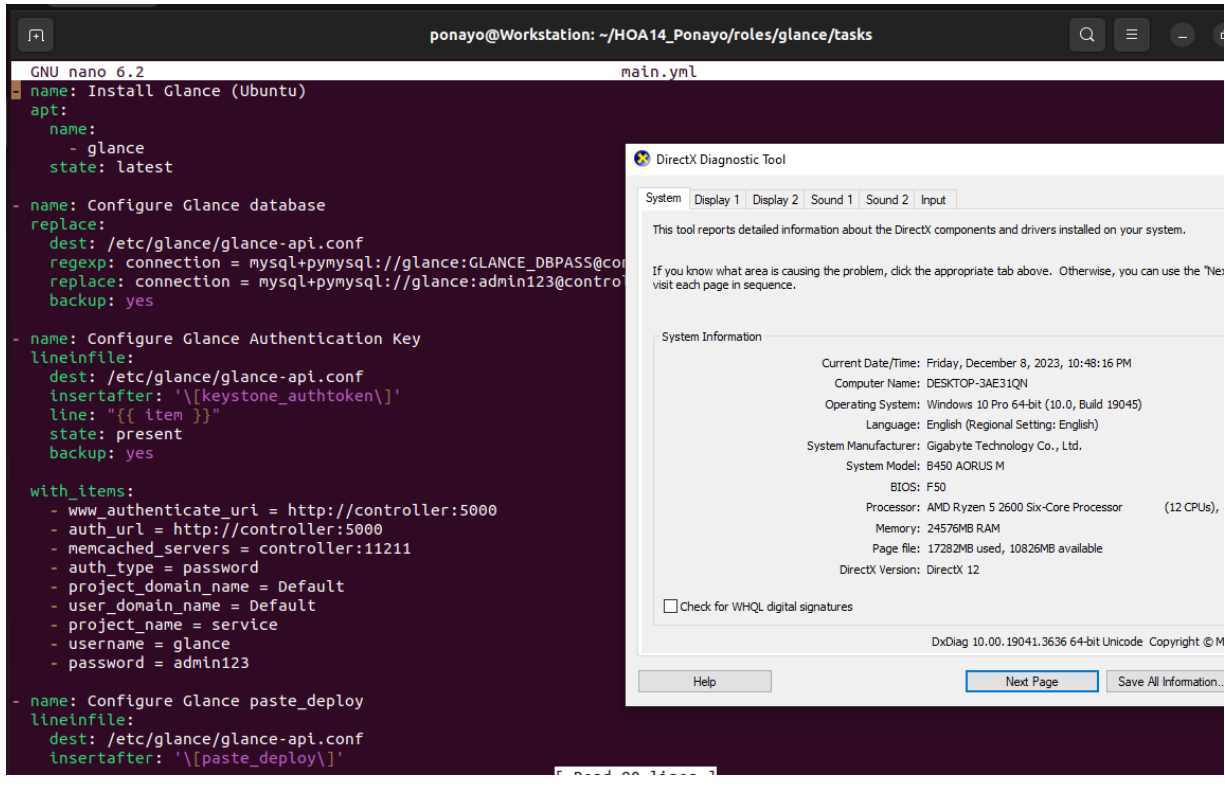 ponayo@Workstation: ~/HOA14_Ponayo/roles/glance/tasks
GNU nano 6.2 main.yml
- name: Install Glance (Ubuntu)
apt:
name:
- glance
state: latest
- name: Configure Glance database
replace:
dest: /etc/glance/glance-api.conf
regexp: connection = mysql+pymysql://glance:GLANCE_DBPASS@co
replace: connection = mysql+pymysql://glance:admin123@contro
backup: yes
- name: Configure Glance Authentication Key
lineinfile:
dest: /etc/glance/glance-api.conf
insertafter: '\[keystone_authtoken\]'
line: "{{ item }}"
state: present
backup: yes
with_items:
- www_authenticate_uri = http://controller:5000
- auth_url = http://controller:5000
- memcached_servers = controller:11211
- auth_type = password
- project_domain_name = Default
- user_domain_name = Default
- project_name = service
- username = glance
- password = admin123
- name: Configure Glance paste_deploy
lineinfile:
dest: /etc/glance/glance-api.conf
insertafter: '\[paste_deploy\]'
[ Read 90 lines ]
DirectX Diagnostic Tool
System Display 1 Display 2 Sound 1 Sound 2 Input
This tool reports detailed information about the DirectX components and drivers installed on your system.
If you know what area is causing the problem, click the appropriate tab above. Otherwise, you can use the "Nex
visit each page in sequence.
System Information
Current Date/Time: Friday, December 8, 2023, 10:48:16 PM
Computer Name: DESKTOP-3AE31QN
Operating System: Windows 10 Pro 64-bit (10.0, Build 19045)
Language: English (Regional Setting: English)
System Manufacturer: Gigabyte Technology Co., Ltd.
System Model: B450 AORUS M
BIOS: F50
Processor: AMD Ryzen 5 2600 Six-Core Processor (12 CPUs),
Memory: 24576MB RAM
Page file: 17282MB used, 10826MB available
DirectX Version: DirectX 12
Check for WHQL digital signatures
DxDiag 10.00.19041.3636 64-bit Unicode Copyright © M
Help Next Page Save All Information...